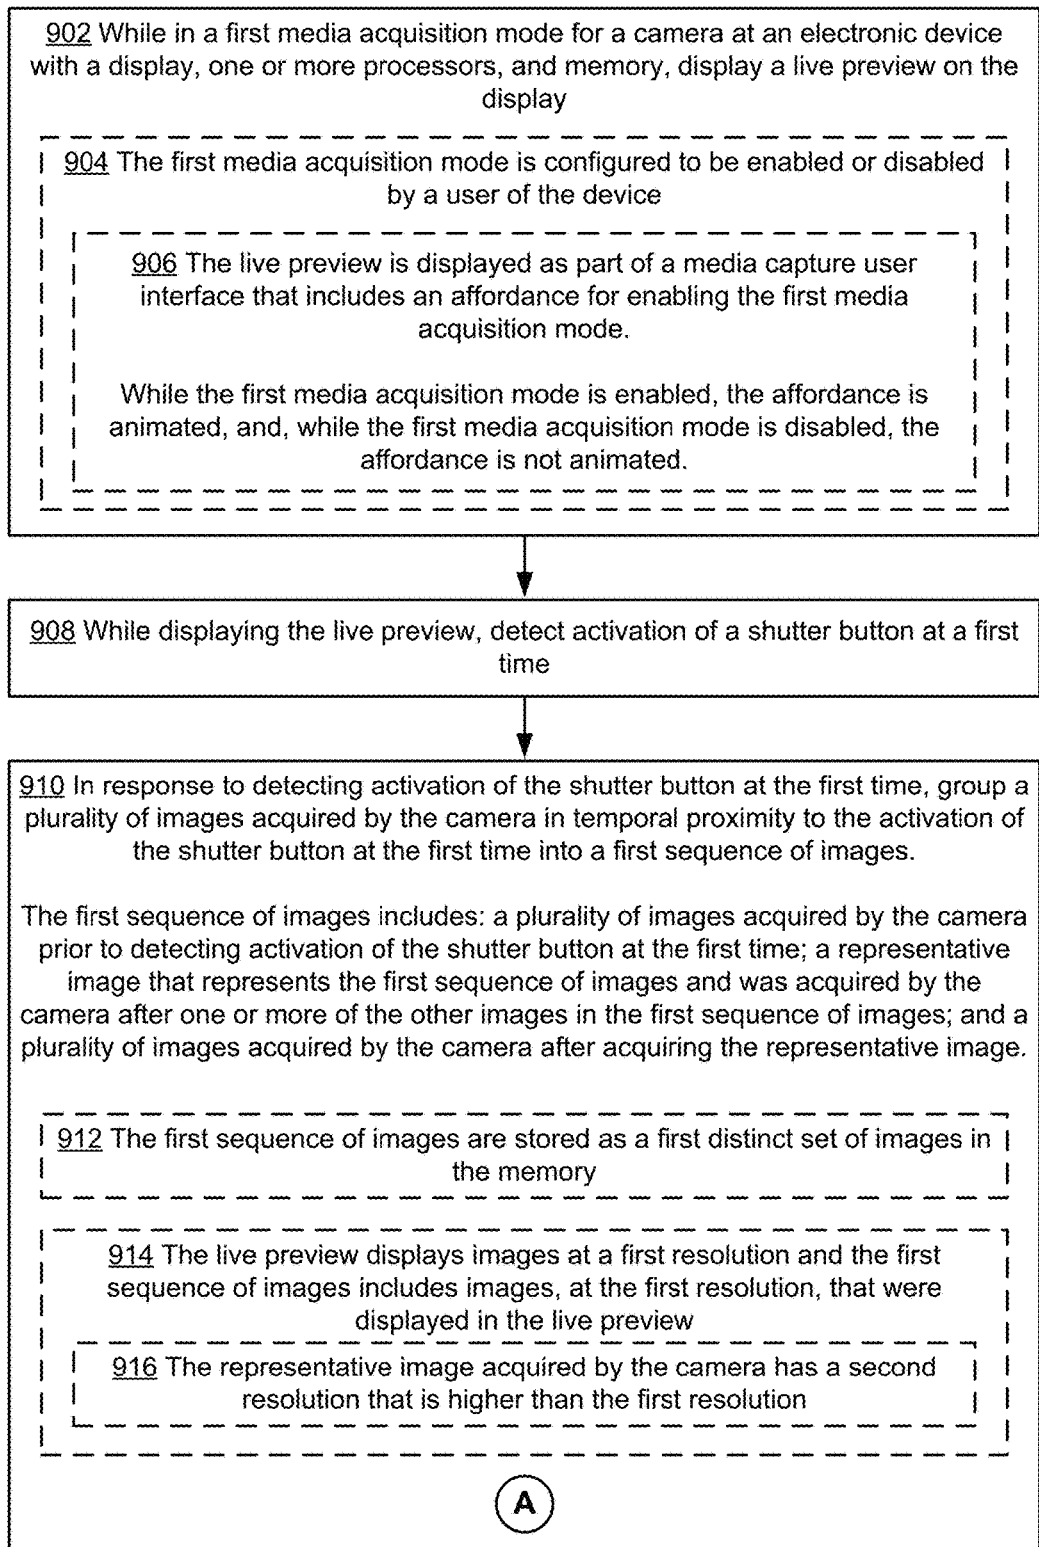 902 While in a first media acquisition mode for a camera at an electronic device
with a display, one or more processors, and memory, display a live preview on the
display
904 The first media acquisition mode is configured to be enabled or disabled
by a user of the device
906 The live preview is displayed as part of a media capture user
interface that includes an affordance for enabling the first media
acquisition mode.
While the first media acquisition mode is enabled, the affordance is
animated, and, while the first media acquisition mode is disabled, the
affordance is not animated.
908 While displaying the live preview, detect activation of a shutter button at a first
time
910 In response to detecting activation of the shutter button at the first time, group a
plurality of images acquired by the camera in temporal proximity to the activation of
the shutter button at the first time into a first sequence of images.
The first sequence of images includes: a plurality of images acquired by the camera
prior to detecting activation of the shutter button at the first time; a representative
image that represents the first sequence of images and was acquired by the
camera after one or more of the other images in the first sequence of images; and a
plurality of images acquired by the camera after acquiring the representative image.
912 The first sequence of images are stored as a first distinct set of images in
the memory
914 The live preview displays images at a first resolution and the first
sequence of images includes images, at the first resolution, that were
displayed in the live preview
916 The representative image acquired by the camera has a second
resolution that is higher than the first resolution
A